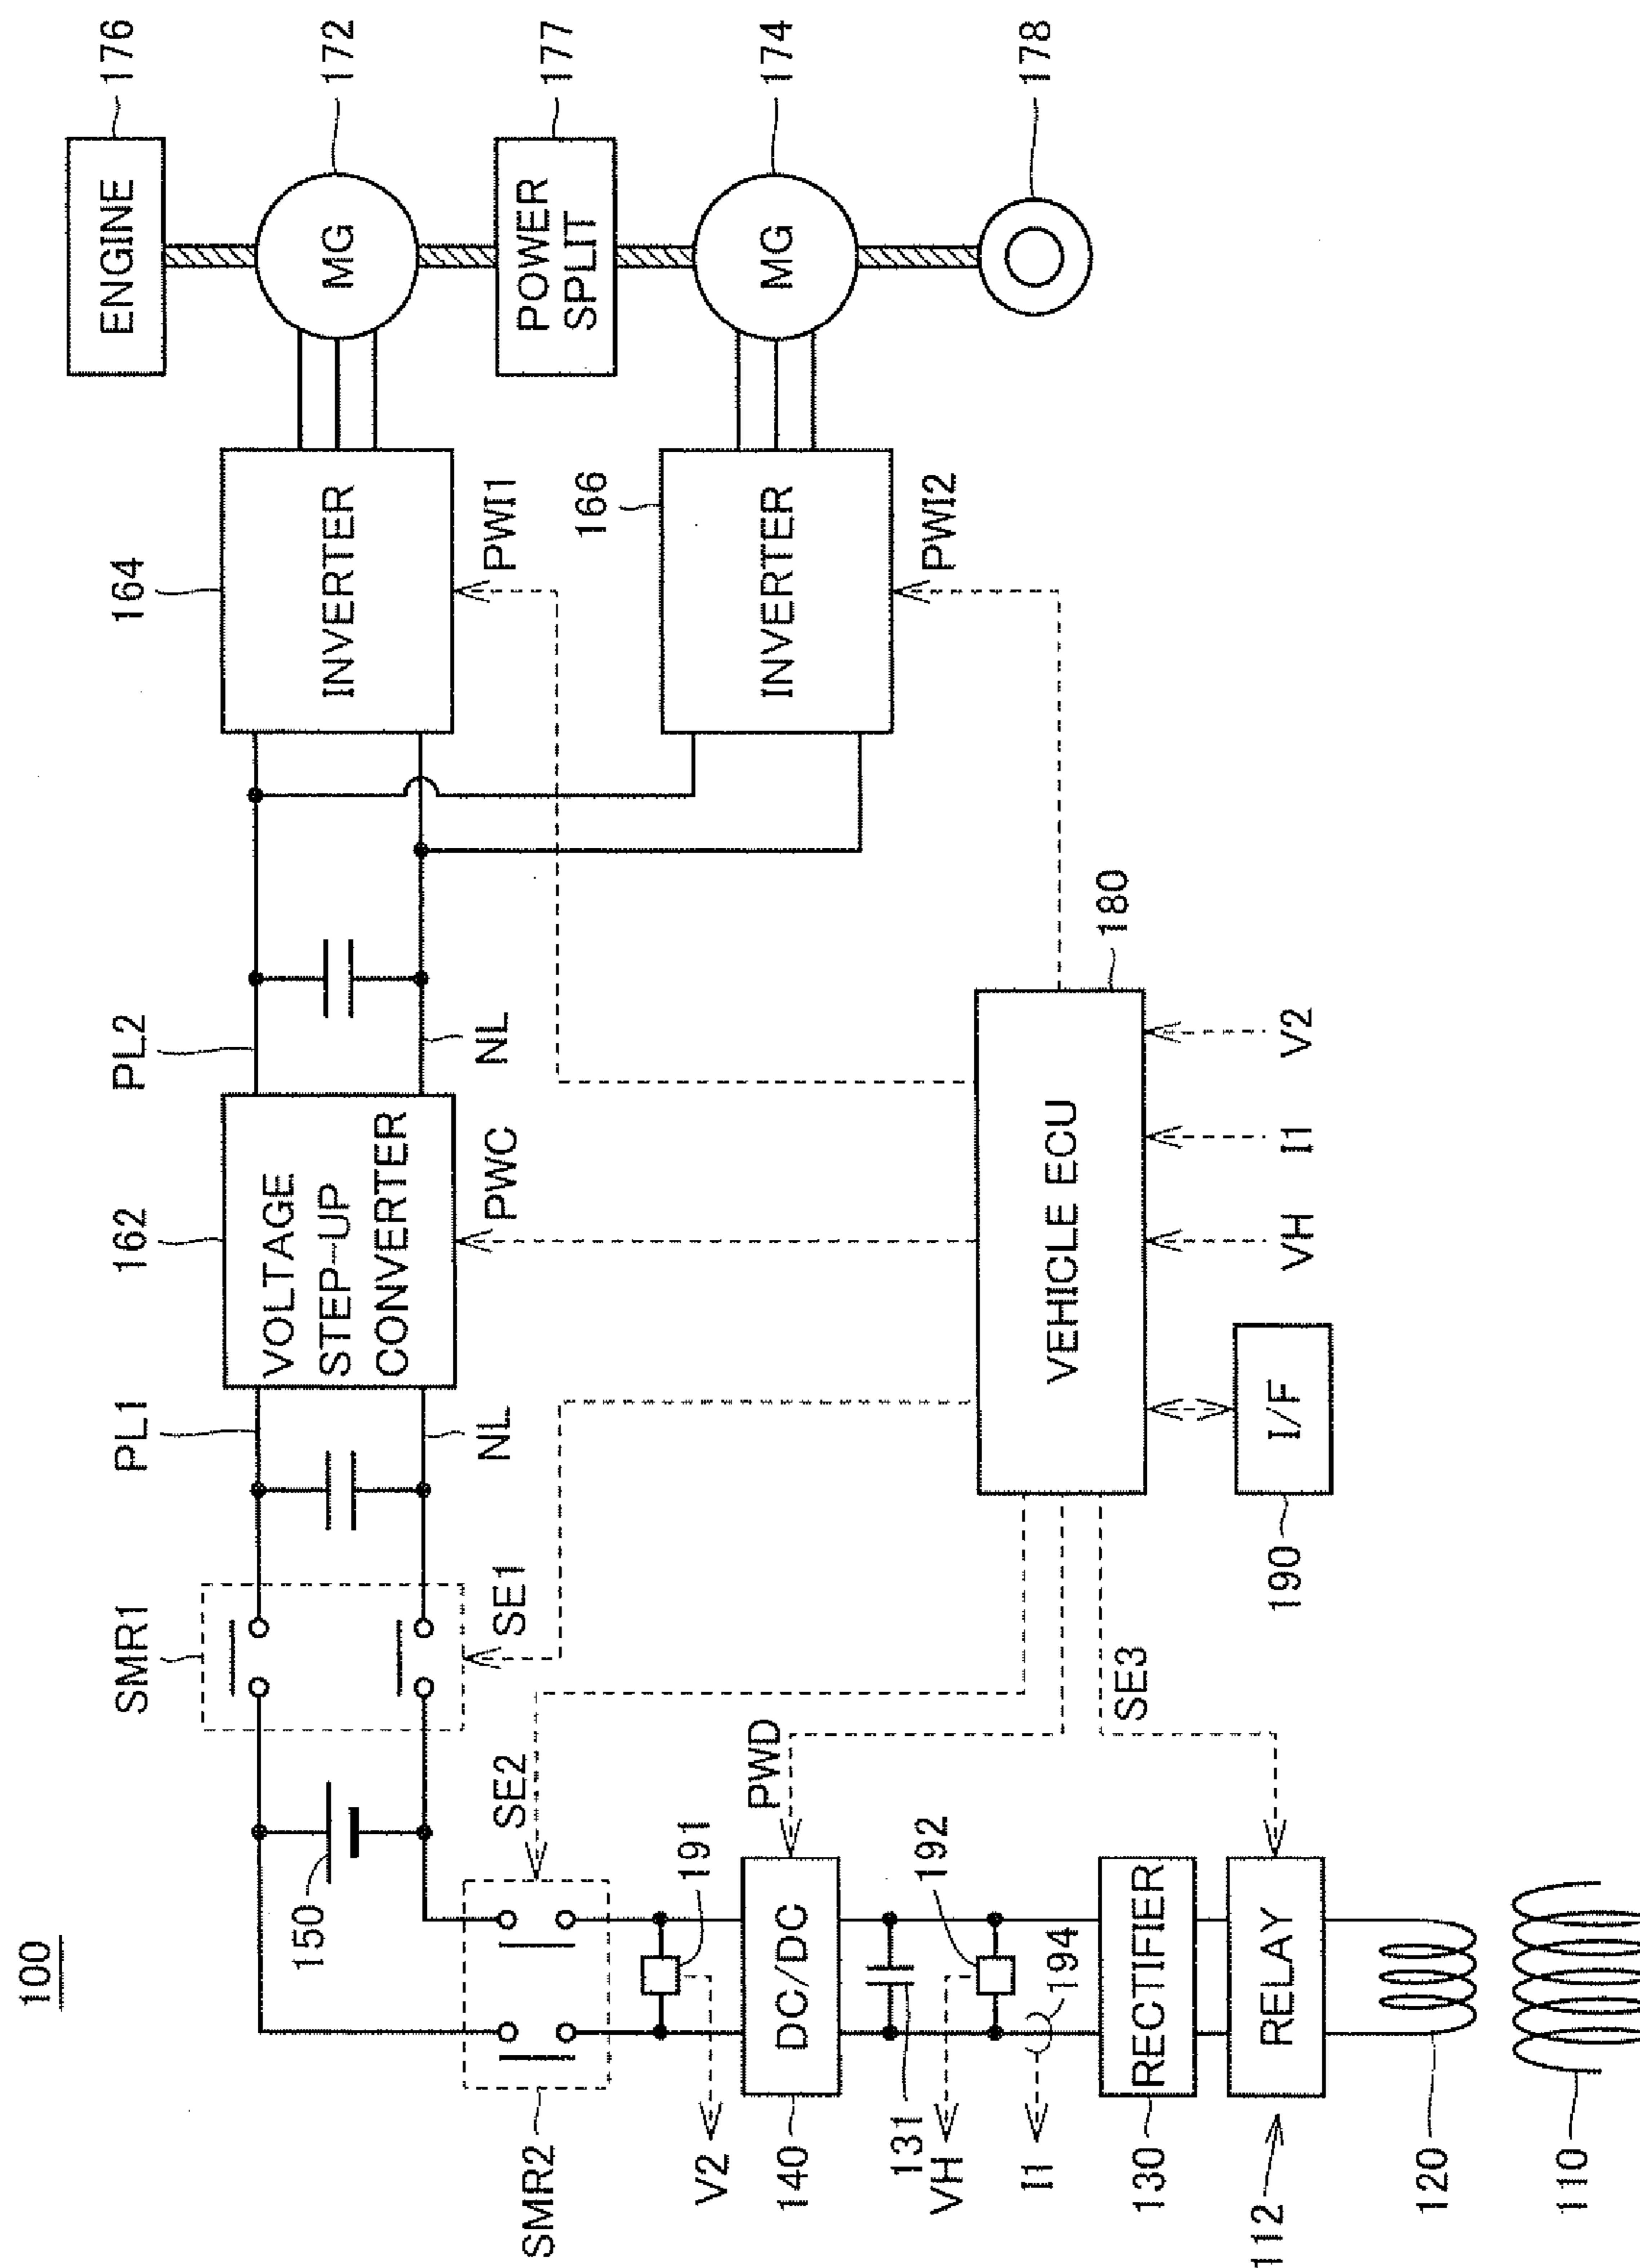 100
SMR1
PL1
162
PL2
164
ENGINE
176
150
VOLTAGE
STEP-UP
CONVERTER
INVERTER
MG
172
SE2
SE1
NL
PWC
NL
PWI1
POWER
SPLIT
177
166
SMR2
191
V2
PWD
DC/DC
140
INVERTER
MG
174
131
192
VH
PWI2
194
I1
VEHICLE ECU
180
178
SE3
RECTIFIER
130
RELAY
112
190
I/F
VH
I1
V2
120
110